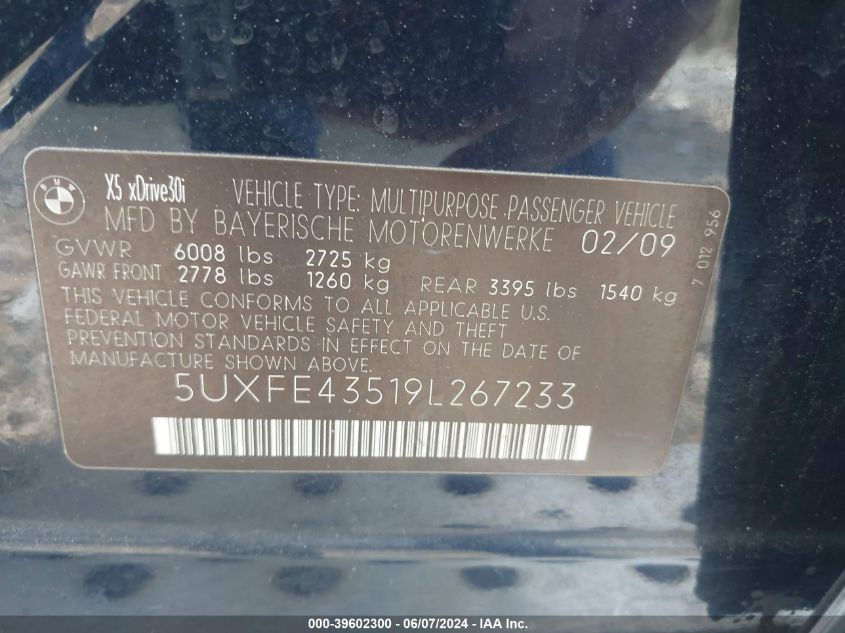 BMW
X5 xDrive30i
VEHICLE TYPE: MULTIPURPOSE PASSENGER VEHICLE
MFD BY BAYERISCHE MOTORENWERKE 02/09
GVWR 6008 lbs 2725 kg
GAWR FRONT 2778 lbs 1260 kg REAR 3395 lbs 1540 kg
THIS VEHICLE CONFORMS TO ALL APPLICABLE U.S.
FEDERAL MOTOR VEHICLE SAFETY AND THEFT
PREVENTION STANDARDS IN EFFECT ON THE DATE OF
MANUFACTURE SHOWN ABOVE.
5UXFE43519L267233
7 012 956
000-39602300 - 06/07/2024 - IAA, Inc.